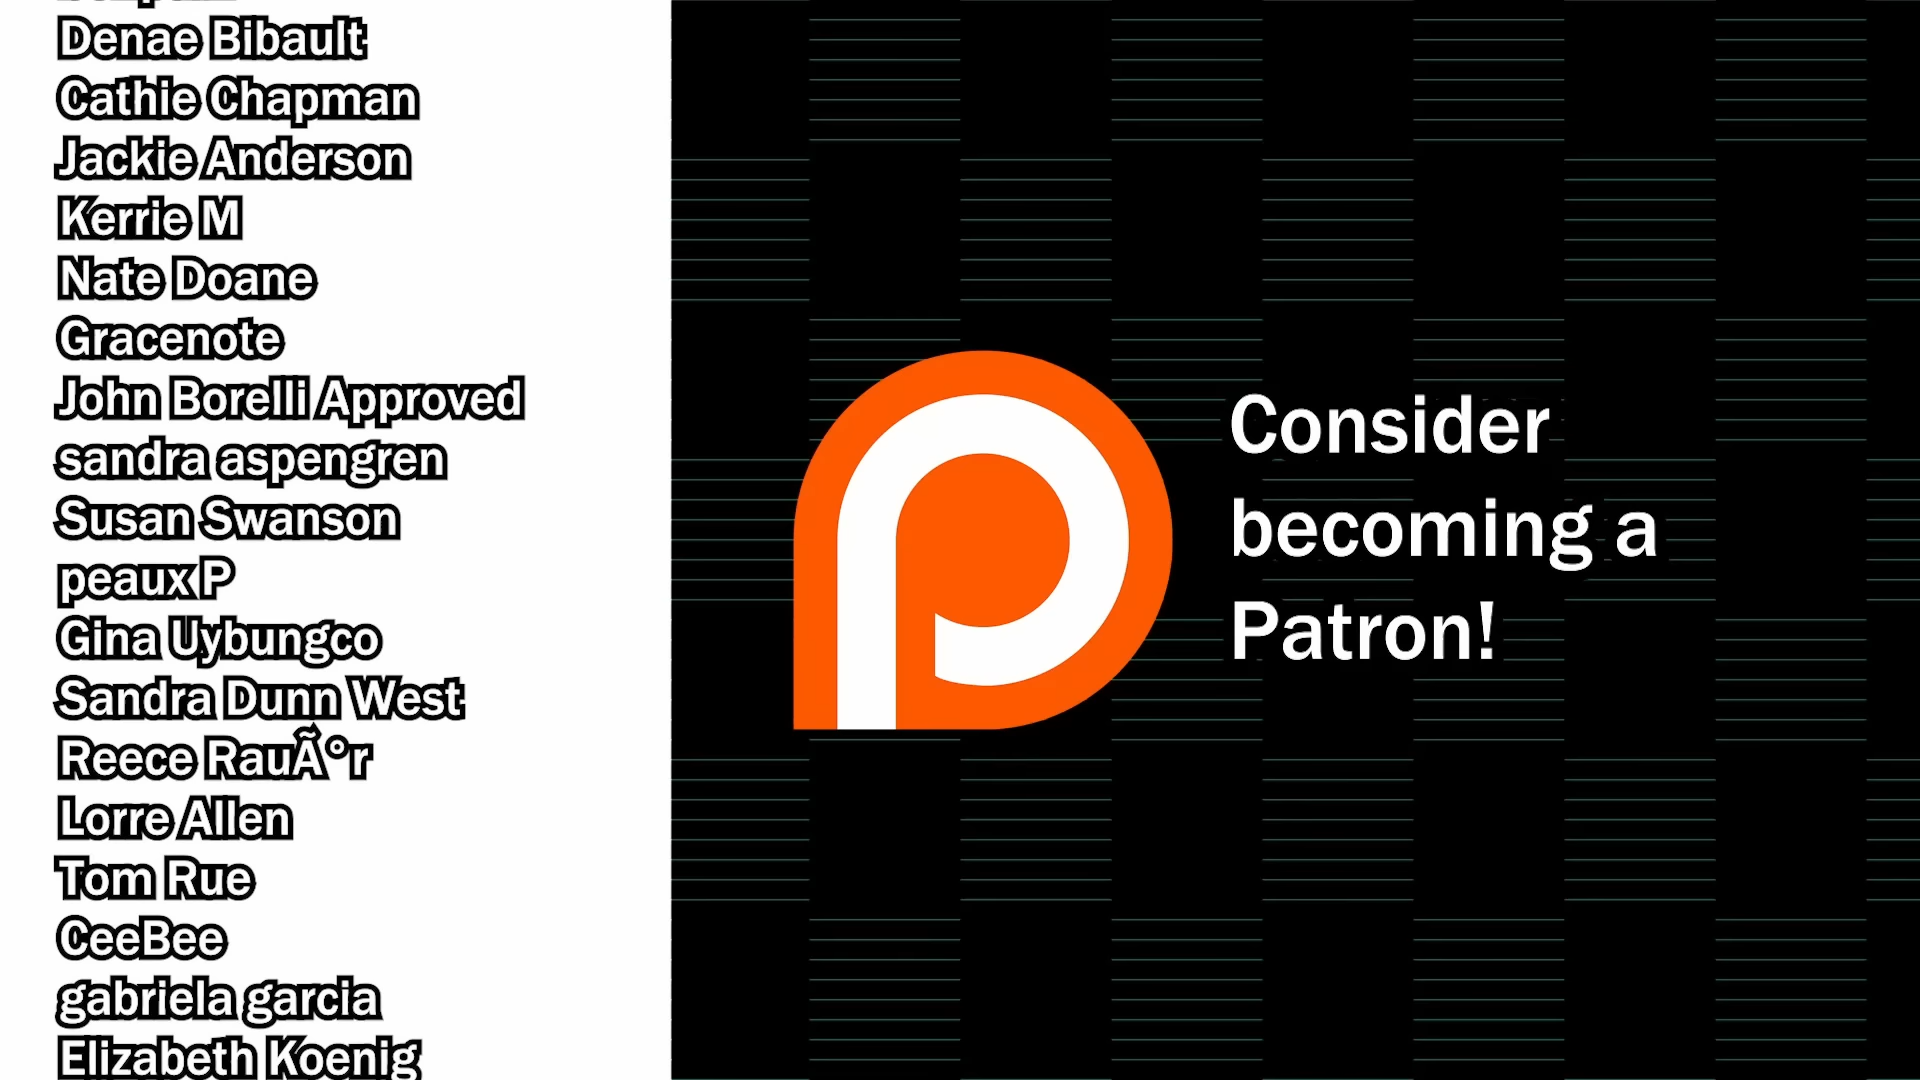 Denae Bibault
Cathie Chapman
Jackie Anderson
Kerrie M
Nate Doane
Gracenote
John Borelli Approved
sandra aspengren
Susan Swanson
peaux P
Gina Uybungco
Sandra Dunn West
Reece RauÃ°r
Lorre Allen
Tom Rue
CeeBee
gabriela garcia
Elizabeth Koenig
Consider
becoming a
Patron!